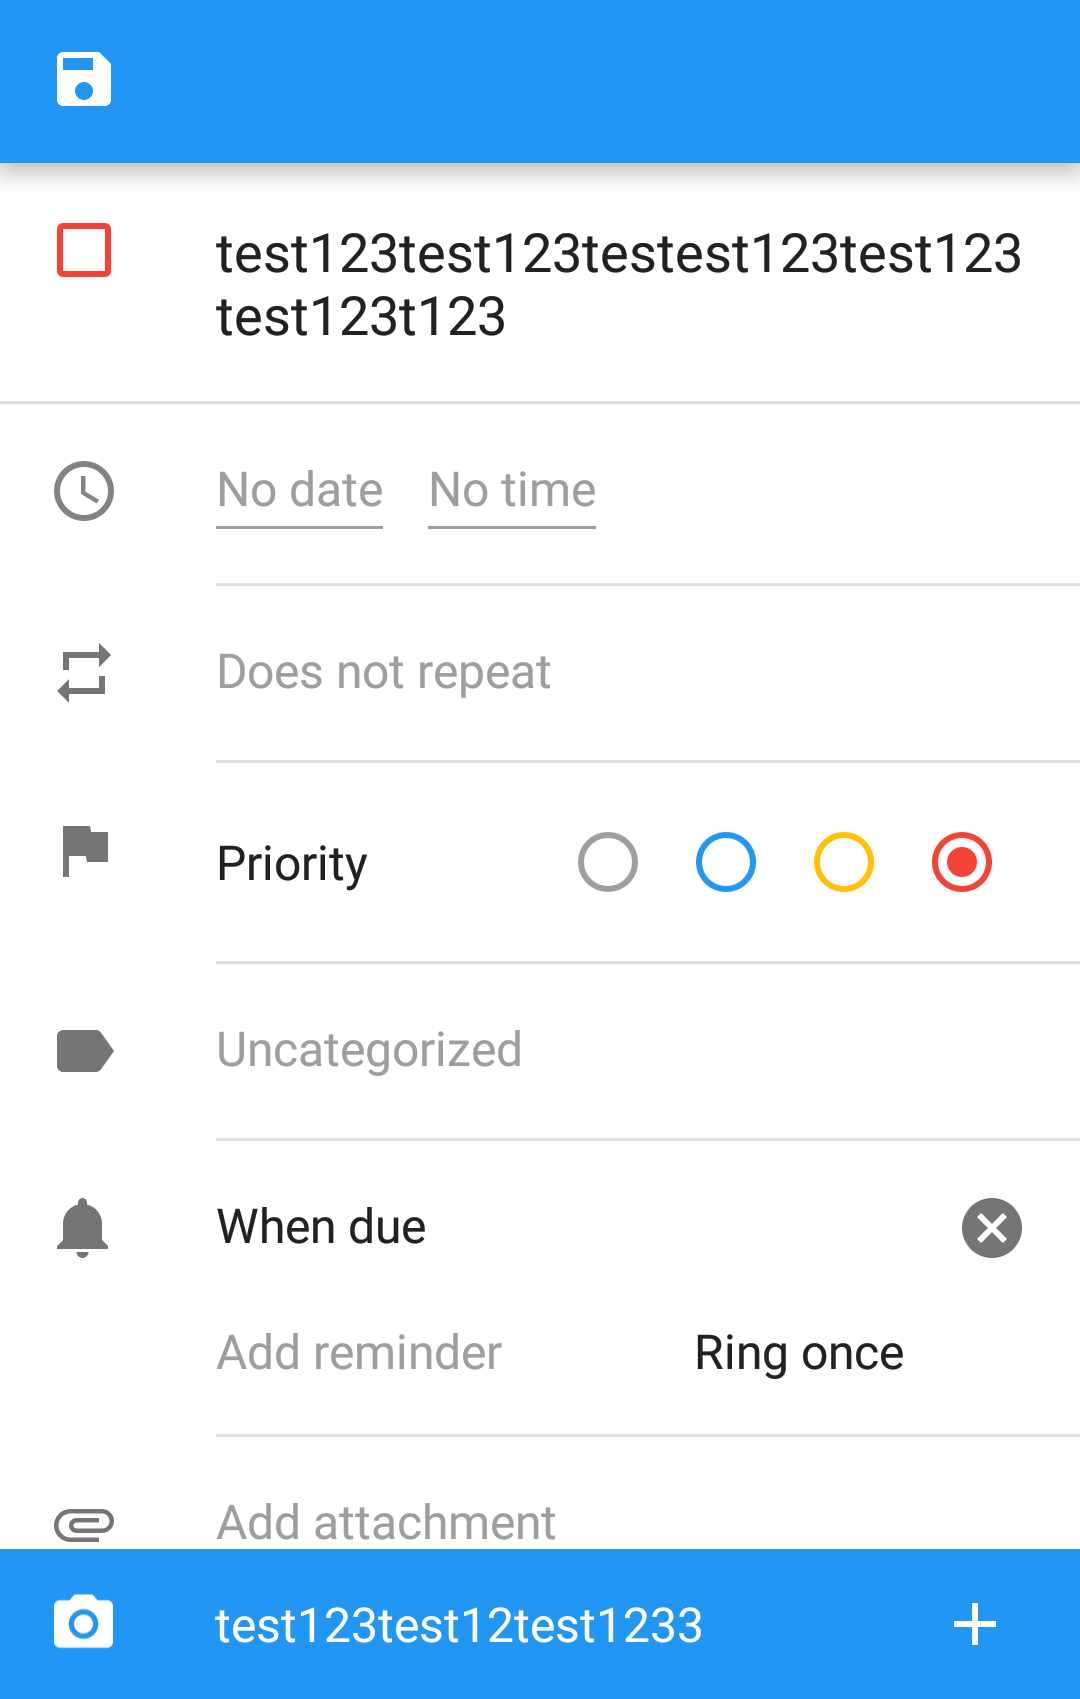 test123test123testest123test123
test123t123
No date No time
Does not repeat
Priority
Uncategorized
When due
Add reminder Ring once
Add attachment
test123test12test1233